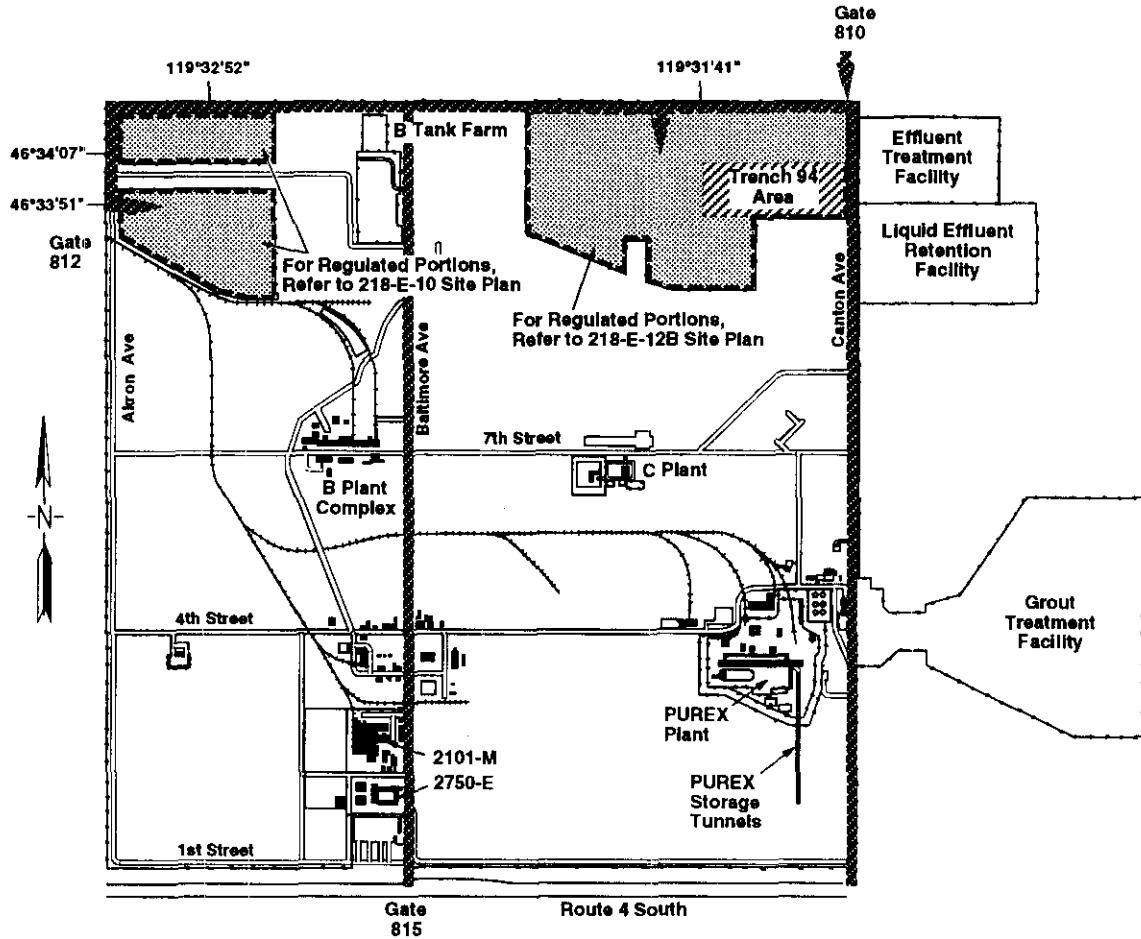 Gate
810
119°32'52"
119°31'41"
B Tank Farm
46°34'07"
46°33'51"
Trench 94
Area
Effluent
Treatment
Facility
Liquid Effluent
Retention
Facility
Gate
812
For Regulated Portions,
Refer to 218-E-10 Site Plan
For Regulated Portions,
Refer to 218-E-12B Site Plan
Akron Ave
Baltimore Ave
Canton Ave
7th Street
B Plant
Complex
C Plant
-N-
4th Street
Grout
Treatment
Facility
PUREX
Plant
2101-M
2750-E
PUREX
Storage
Tunnels
1st Street
Gate
815
Route 4 South